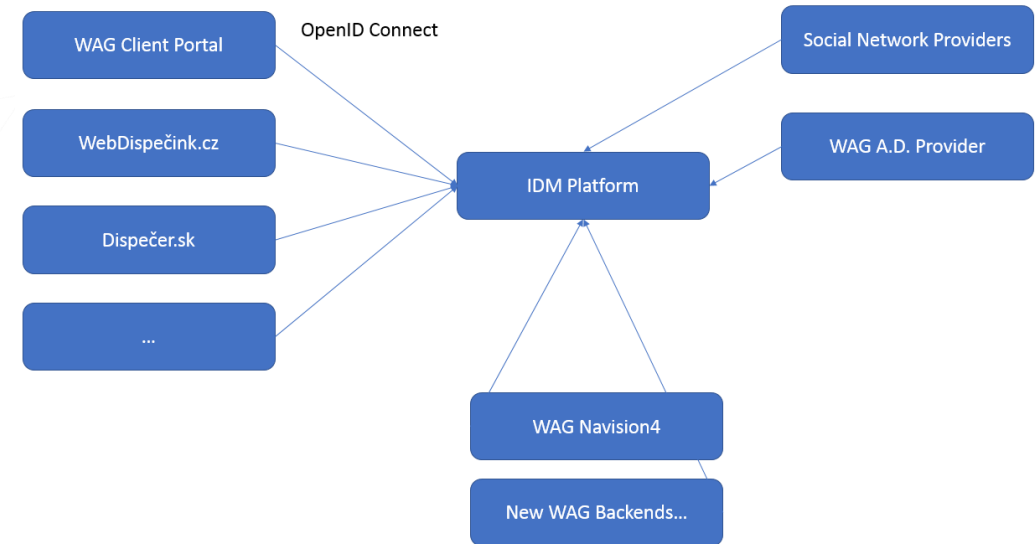 WAG Client Portal
OpenID Connect
Social Network Providers
WebDispečink.cz
WAG A.D. Provider
IDM Platform
Dispečer.sk
...
WAG Navision4
New WAG Backends...